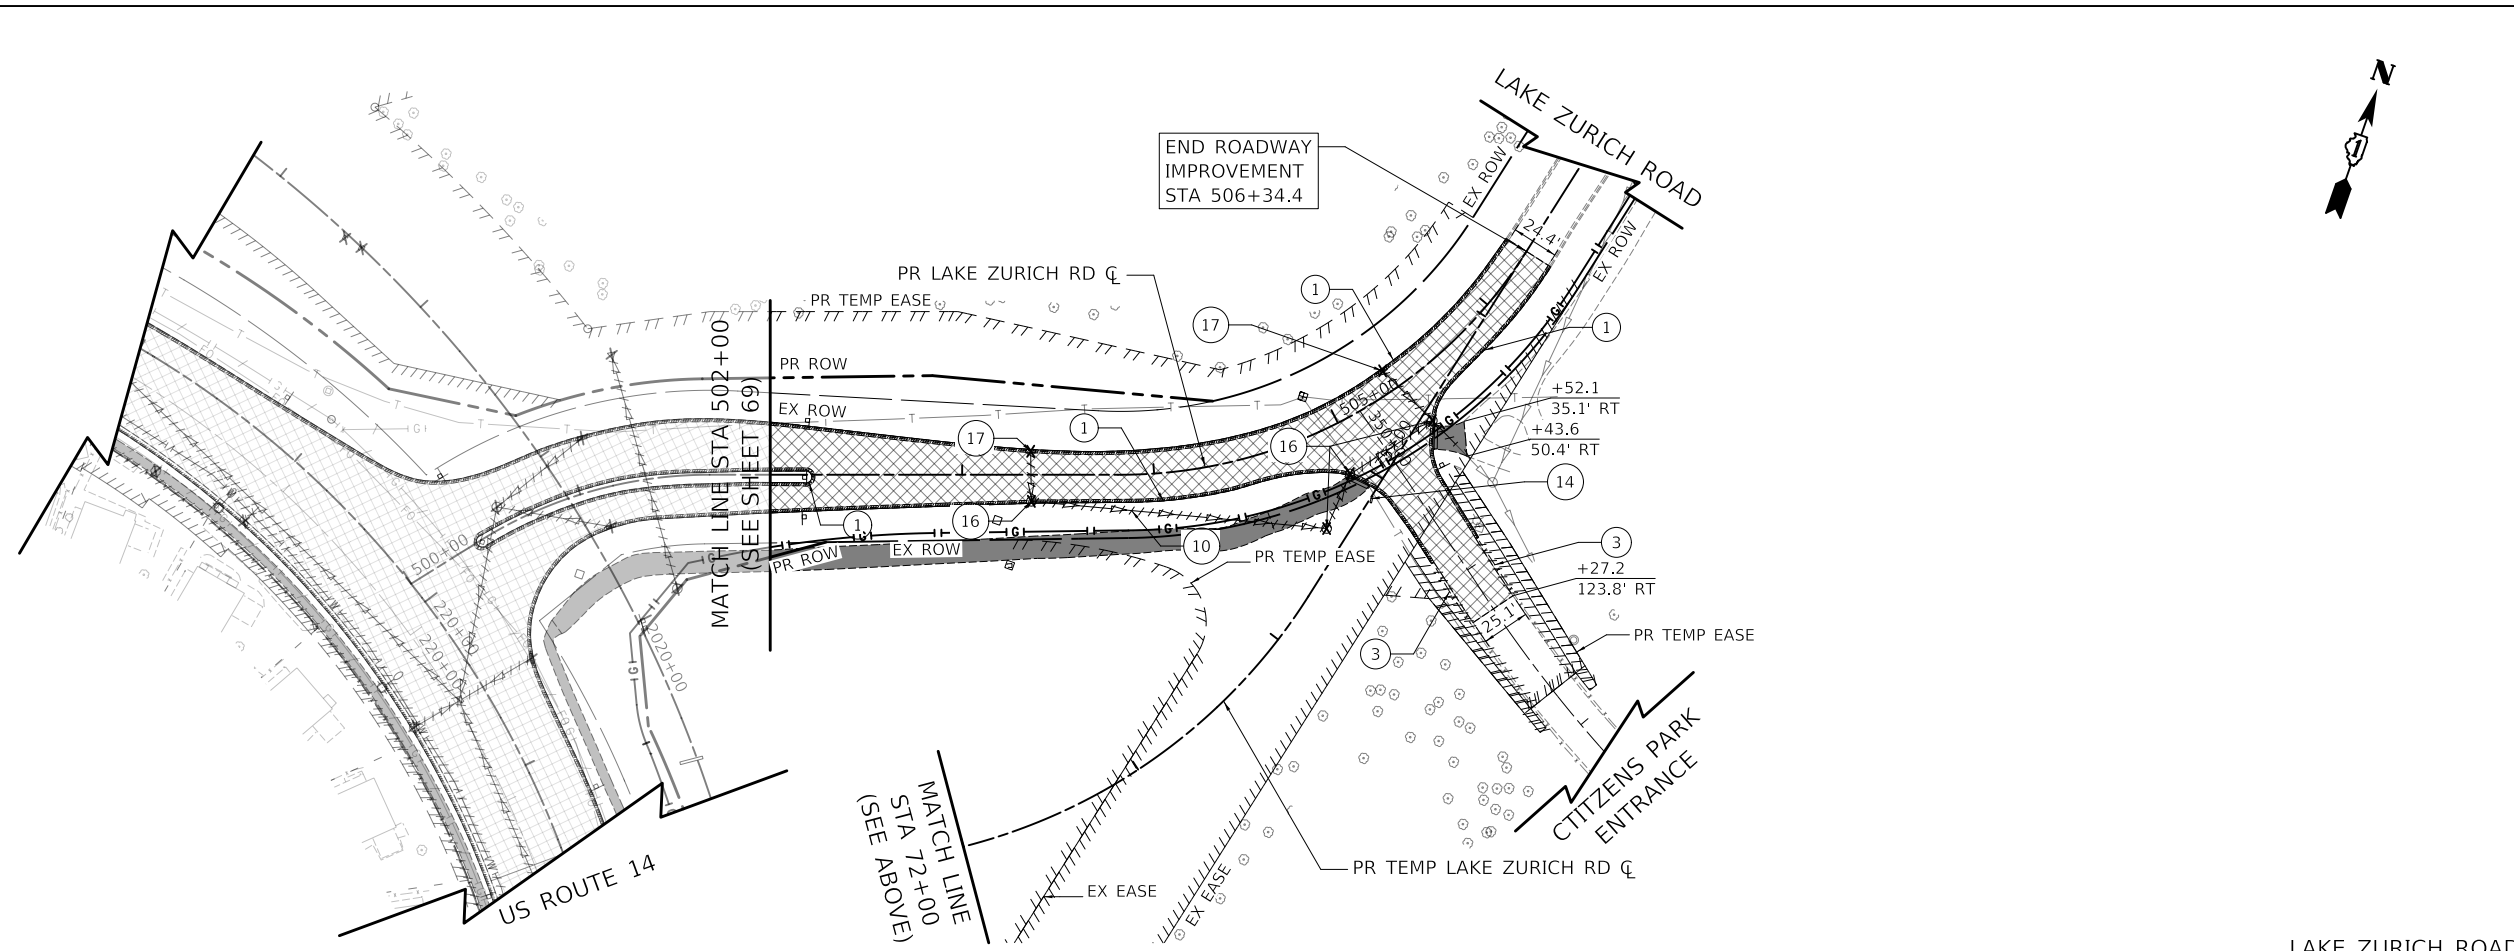 N
1
LAKE ZURICH ROAD
END ROADWAY
IMPROVEMENT
STA 506+34.4
EX ROW
24.4'
EX ROW
PR LAKE ZURICH RD ℄
PR TEMP EASE
1
17
1
MATCH LINE STA 502+00
(SEE SHEET 69)
PR ROW
EX ROW
+52.1
35.1' RT
505+00
+43.6
50.4' RT
17
1
16
14
16
1
10
500+00
PR ROW
EX ROW
PR TEMP EASE
3
+27.2
123.8' RT
220+00
220+00
2020+00
25.1'
PR TEMP EASE
3
CTITZENS PARK
ENTRANCE
MATCH LINE
STA 72+00
(SEE ABOVE)
PR TEMP LAKE ZURICH RD ℄
EX EASE
EX EASE
US ROUTE 14
LAKE ZURICH ROAD